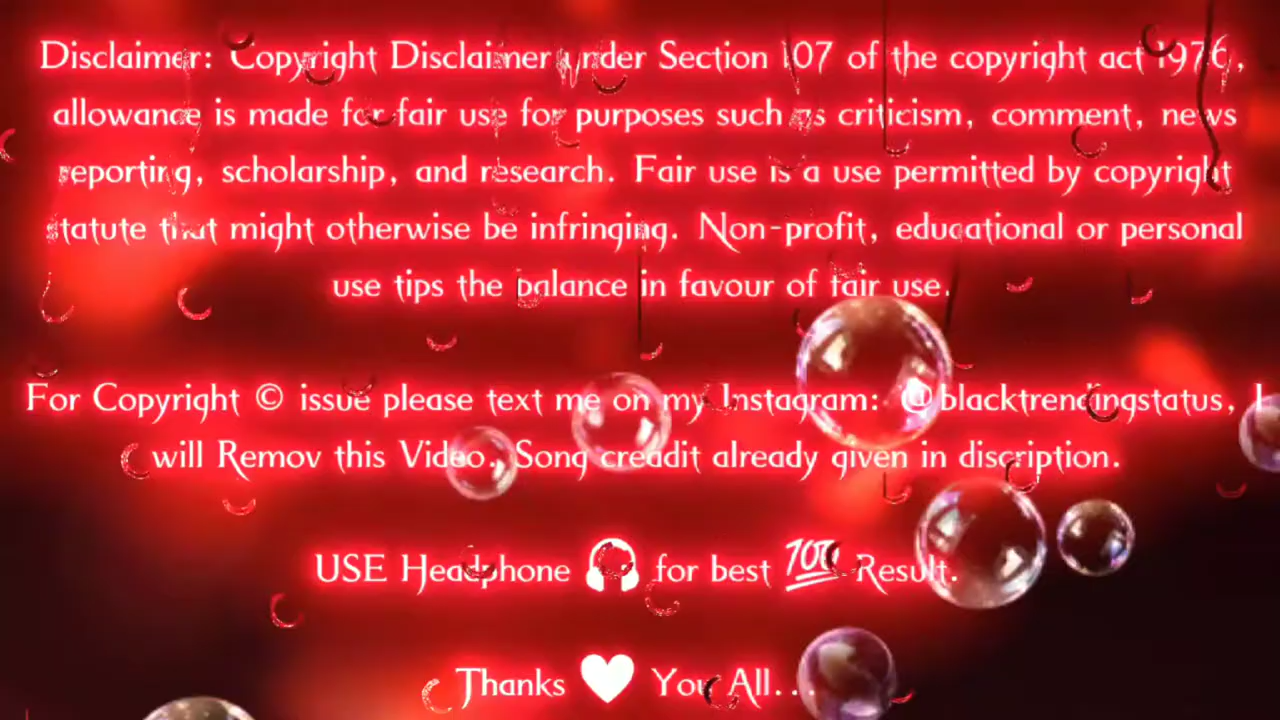 Disclaimer: Copyright Disclaimer under Section 107 of the copyright act 1976,
allowance is made for fair use for purposes such as criticism, comment, news
reporting, scholarship, and research. Fair use is a use permitted by copyright
statute that might otherwise be infringing. Non-profit, educational or personal
use tips the balance in favour of fair use.
For Copyright © issue please text me on my Instagram: @blacktrendingstatus, I
will Remov this Video. Song creadit already given in discription.
USE Headphone 🎧 for best 💯 Result.
Thanks ♥ You All...